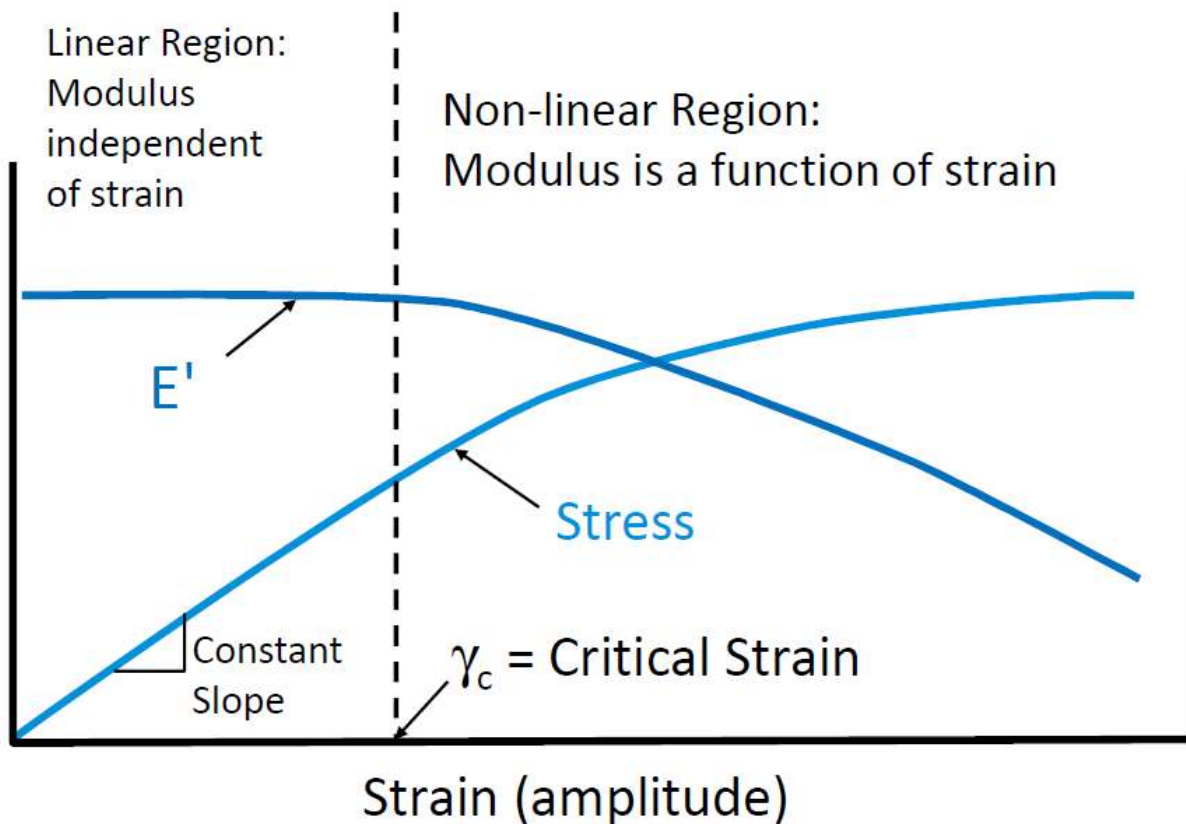 Linear Region:
Modulus
independent
of strain
Non-linear Region:
Modulus is a function of strain
E'
Stress
Constant
Slope
γc = Critical Strain
Strain (amplitude)